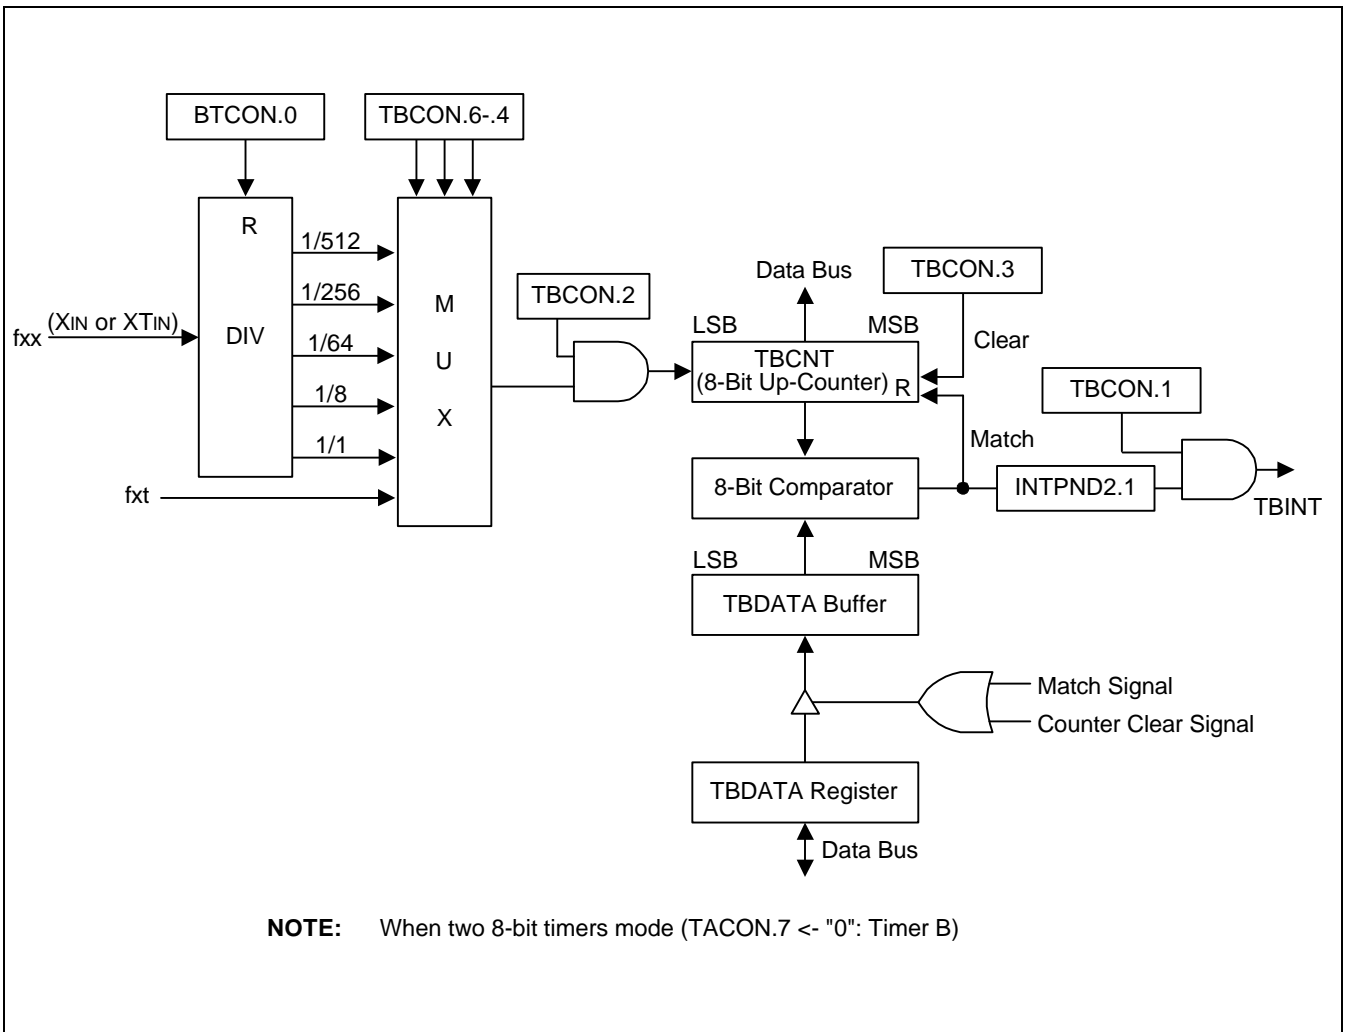 BTCON.0
TBCON.6-.4
R
1/512
1/256
1/64
1/8
1/1
DIV
fxx
(XIN or XTIN)
fxt
M
U
X
TBCON.2
Data Bus
TBCON.3
LSB
MSB
Clear
TBCNT
(8-Bit Up-Counter)
R
Match
TBCON.1
8-Bit Comparator
INTPND2.1
TBINT
LSB
MSB
TBDATA Buffer
Match Signal
Counter Clear Signal
TBDATA Register
Data Bus
NOTE: When two 8-bit timers mode (TACON.7 <- "0": Timer B)